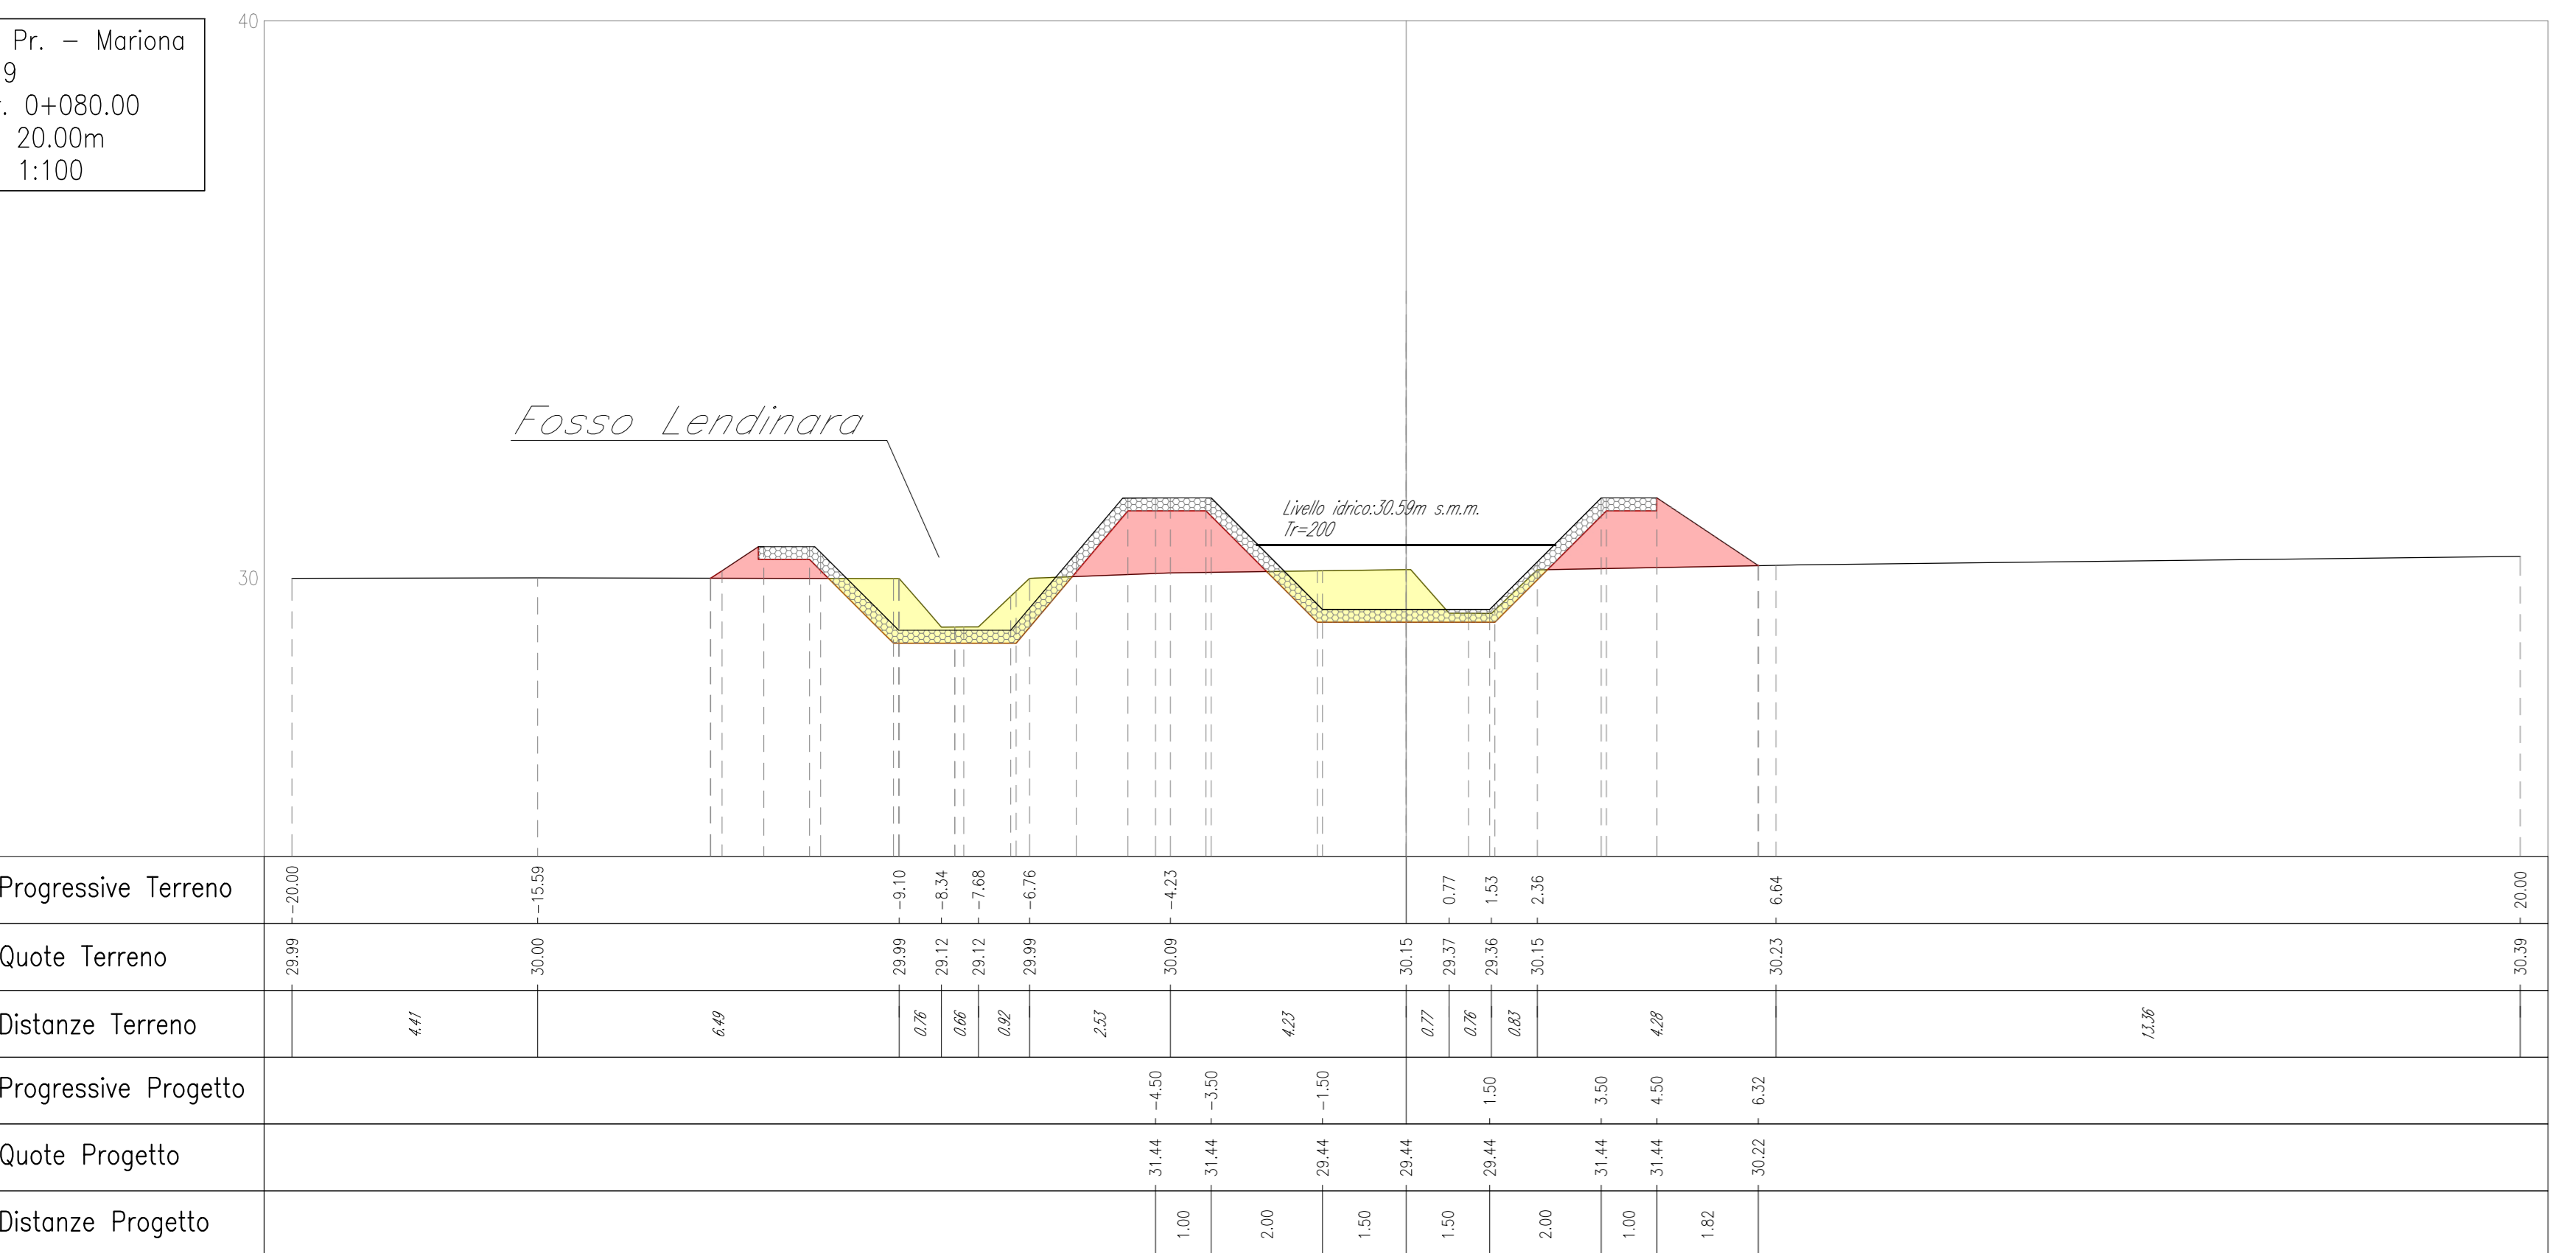 40
Pr. – Mariona
9
. 0+080.00
20.00m
1:100
Fosso Lendinara
Livello idrico:30.59m s.m.m.
Tr=200
30
Progressive Terreno -20.00 -15.59 -9.10 -8.34 -7.68 -6.76 -4.23 0.77 1.53 2.36 6.64 20.00
Quote Terreno 29.99 30.00 29.99 29.12 29.12 29.99 30.09 30.15 29.37 29.36 30.15 30.23 30.39
Distanze Terreno 4.41 6.49 0.76 0.66 0.92 2.53 4.23 0.77 0.76 0.83 4.28 13.36
Progressive Progetto -4.50 -3.50 -1.50 1.50 3.50 4.50 6.32
Quote Progetto 31.44 31.44 29.44 29.44 29.44 31.44 31.44 30.22
Distanze Progetto 1.00 2.00 1.50 1.50 2.00 1.00 1.82